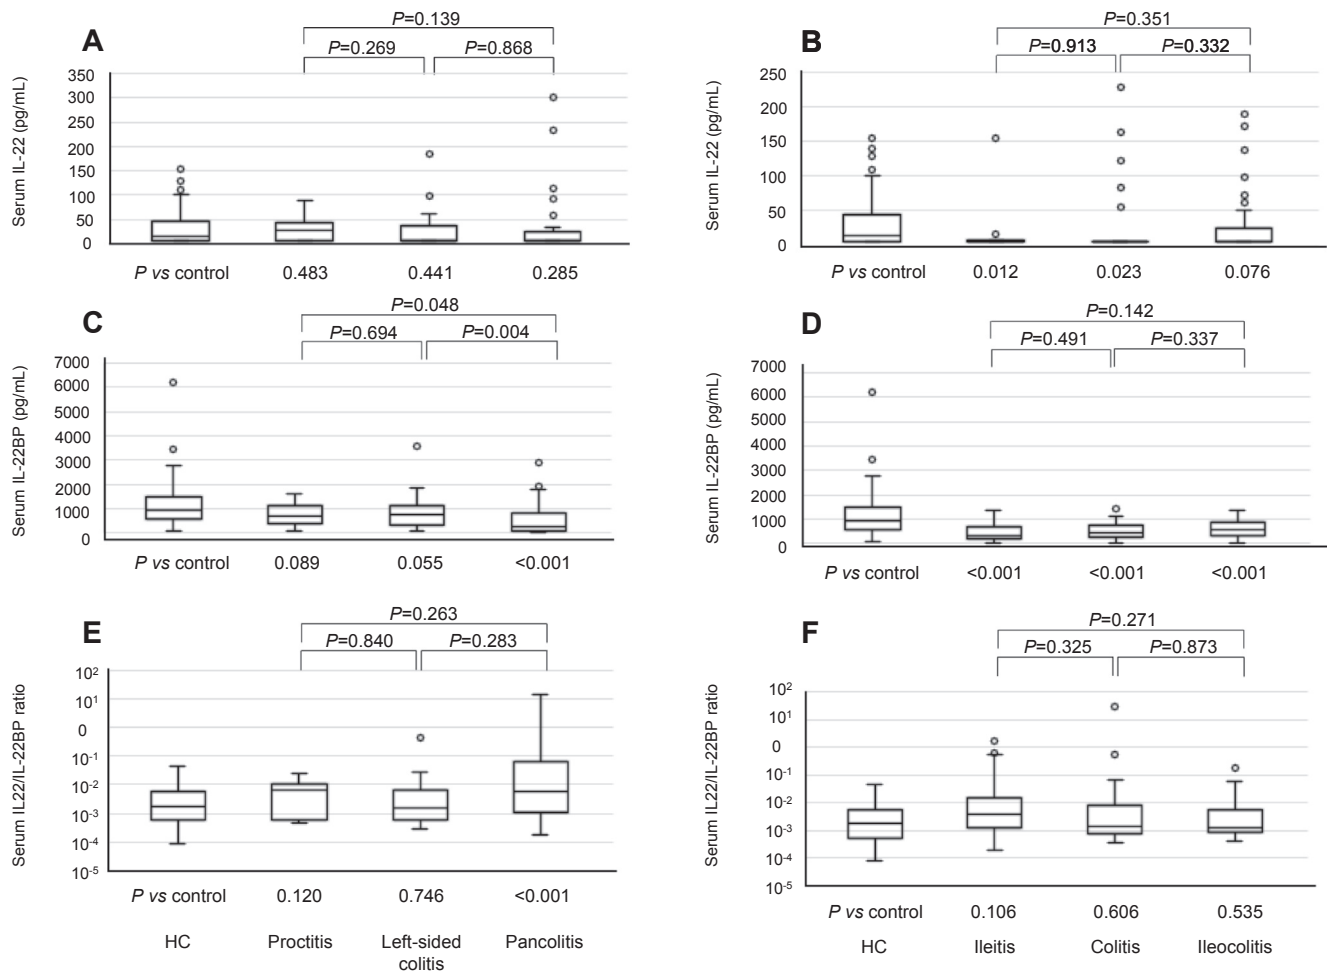 A
P=0.139
P=0.269
P=0.868
Serum IL-22 (pg/mL)
350
300
250
200
150
100
50
0
P vs control 0.483 0.441 0.285
B
P=0.351
P=0.913
P=0.332
Serum IL-22 (pg/mL)
250
200
150
100
50
0
P vs control 0.012 0.023 0.076
C
P=0.048
P=0.694
P=0.004
Serum IL-22BP (pg/mL)
7000
6000
5000
4000
3000
2000
1000
0
P vs control 0.089 0.055 <0.001
D
P=0.142
P=0.491
P=0.337
Serum IL-22BP (pg/mL)
7000
6000
5000
4000
3000
2000
1000
0
P vs control <0.001 <0.001 <0.001
E
P=0.263
P=0.840
P=0.283
Serum IL22/IL-22BP ratio
10²
10¹
0
10⁻¹
10⁻²
10⁻³
10⁻⁴
10⁻⁵
P vs control 0.120 0.746 <0.001
HC Proctitis Left-sided Pancolitis
colitis
F
P=0.271
P=0.325
P=0.873
Serum IL22/IL-22BP ratio
10²
10¹
0
10⁻¹
10⁻²
10⁻³
10⁻⁴
10⁻⁵
P vs control 0.106 0.606 0.535
HC Ileitis Colitis Ileocolitis